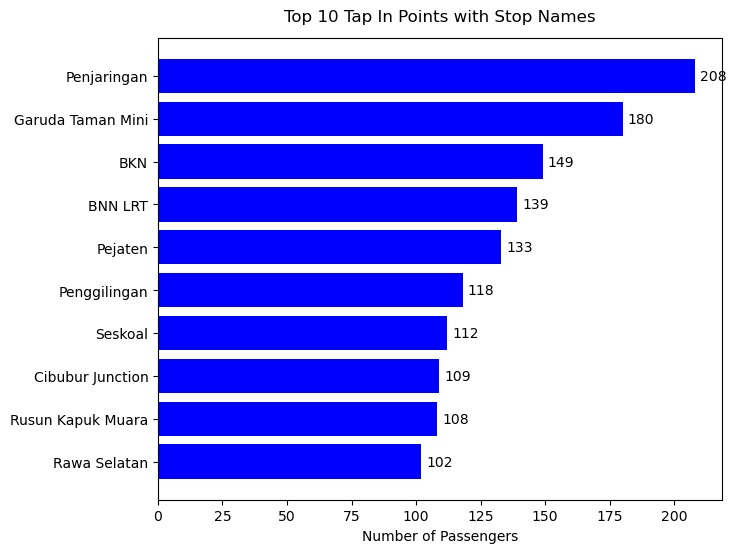 Top 10 Tap In Points with Stop Names
Penjaringan 208
Garuda Taman Mini 180
BKN 149
BNN LRT 139
Pejaten 133
Penggilingan 118
Seskoal 112
Cibubur Junction 109
Rusun Kapuk Muara 108
Rawa Selatan 102
0 25 50 75 100 125 150 175 200
Number of Passengers